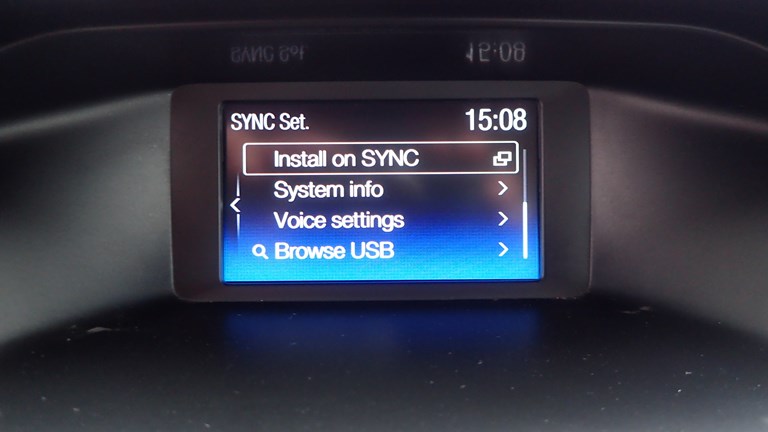 SYNC Set. 15:08
Install on SYNC
System info
Voice settings
Browse USB